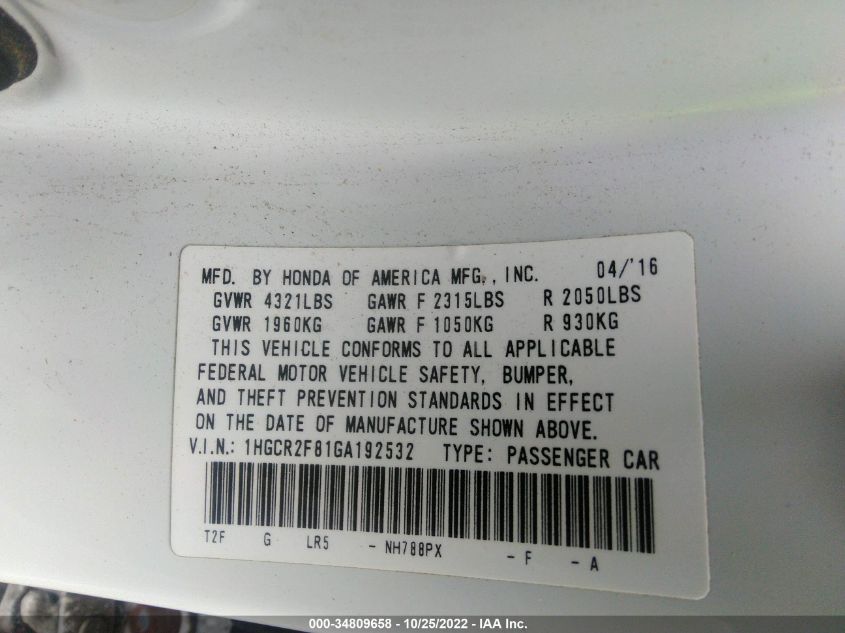 MFD. BY HONDA OF AMERICA MFG., INC. 04/'16
GVWR 4321LBS GAWR F 2315LBS R 2050LBS
GVWR 1960KG GAWR F 1050KG R 930KG
THIS VEHICLE CONFORMS TO ALL APPLICABLE
FEDERAL MOTOR VEHICLE SAFETY, BUMPER,
AND THEFT PREVENTION STANDARDS IN EFFECT
ON THE DATE OF MANUFACTURE SHOWN ABOVE.
V.I.N.: 1HGCR2F81GA192532 TYPE: PASSENGER CAR
T2F G LR5 - NH788PX - F - A
000-34809658 - 10/25/2022 - IAA Inc.